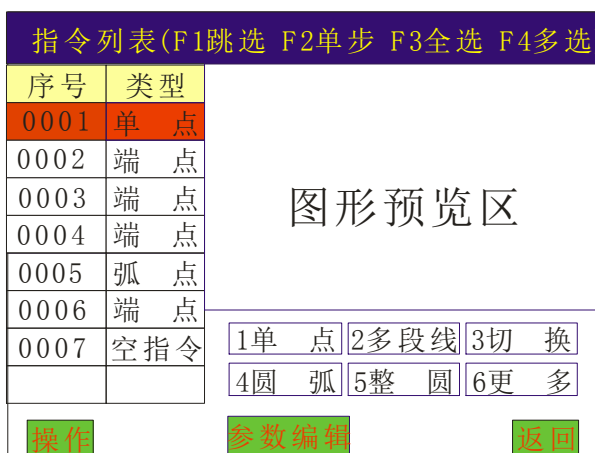 指令列表(F1跳选 F2单步 F3全选 F4多选
序号 类型
0001 单 点
0002 端 点
0003 端 点
0004 端 点
0005 弧 点
0006 端 点
0007 空指令
图形预览区
1单 点 2多段线 3切 换
4圆 弧 5整 圆 6更 多
操作 参数编辑 返回